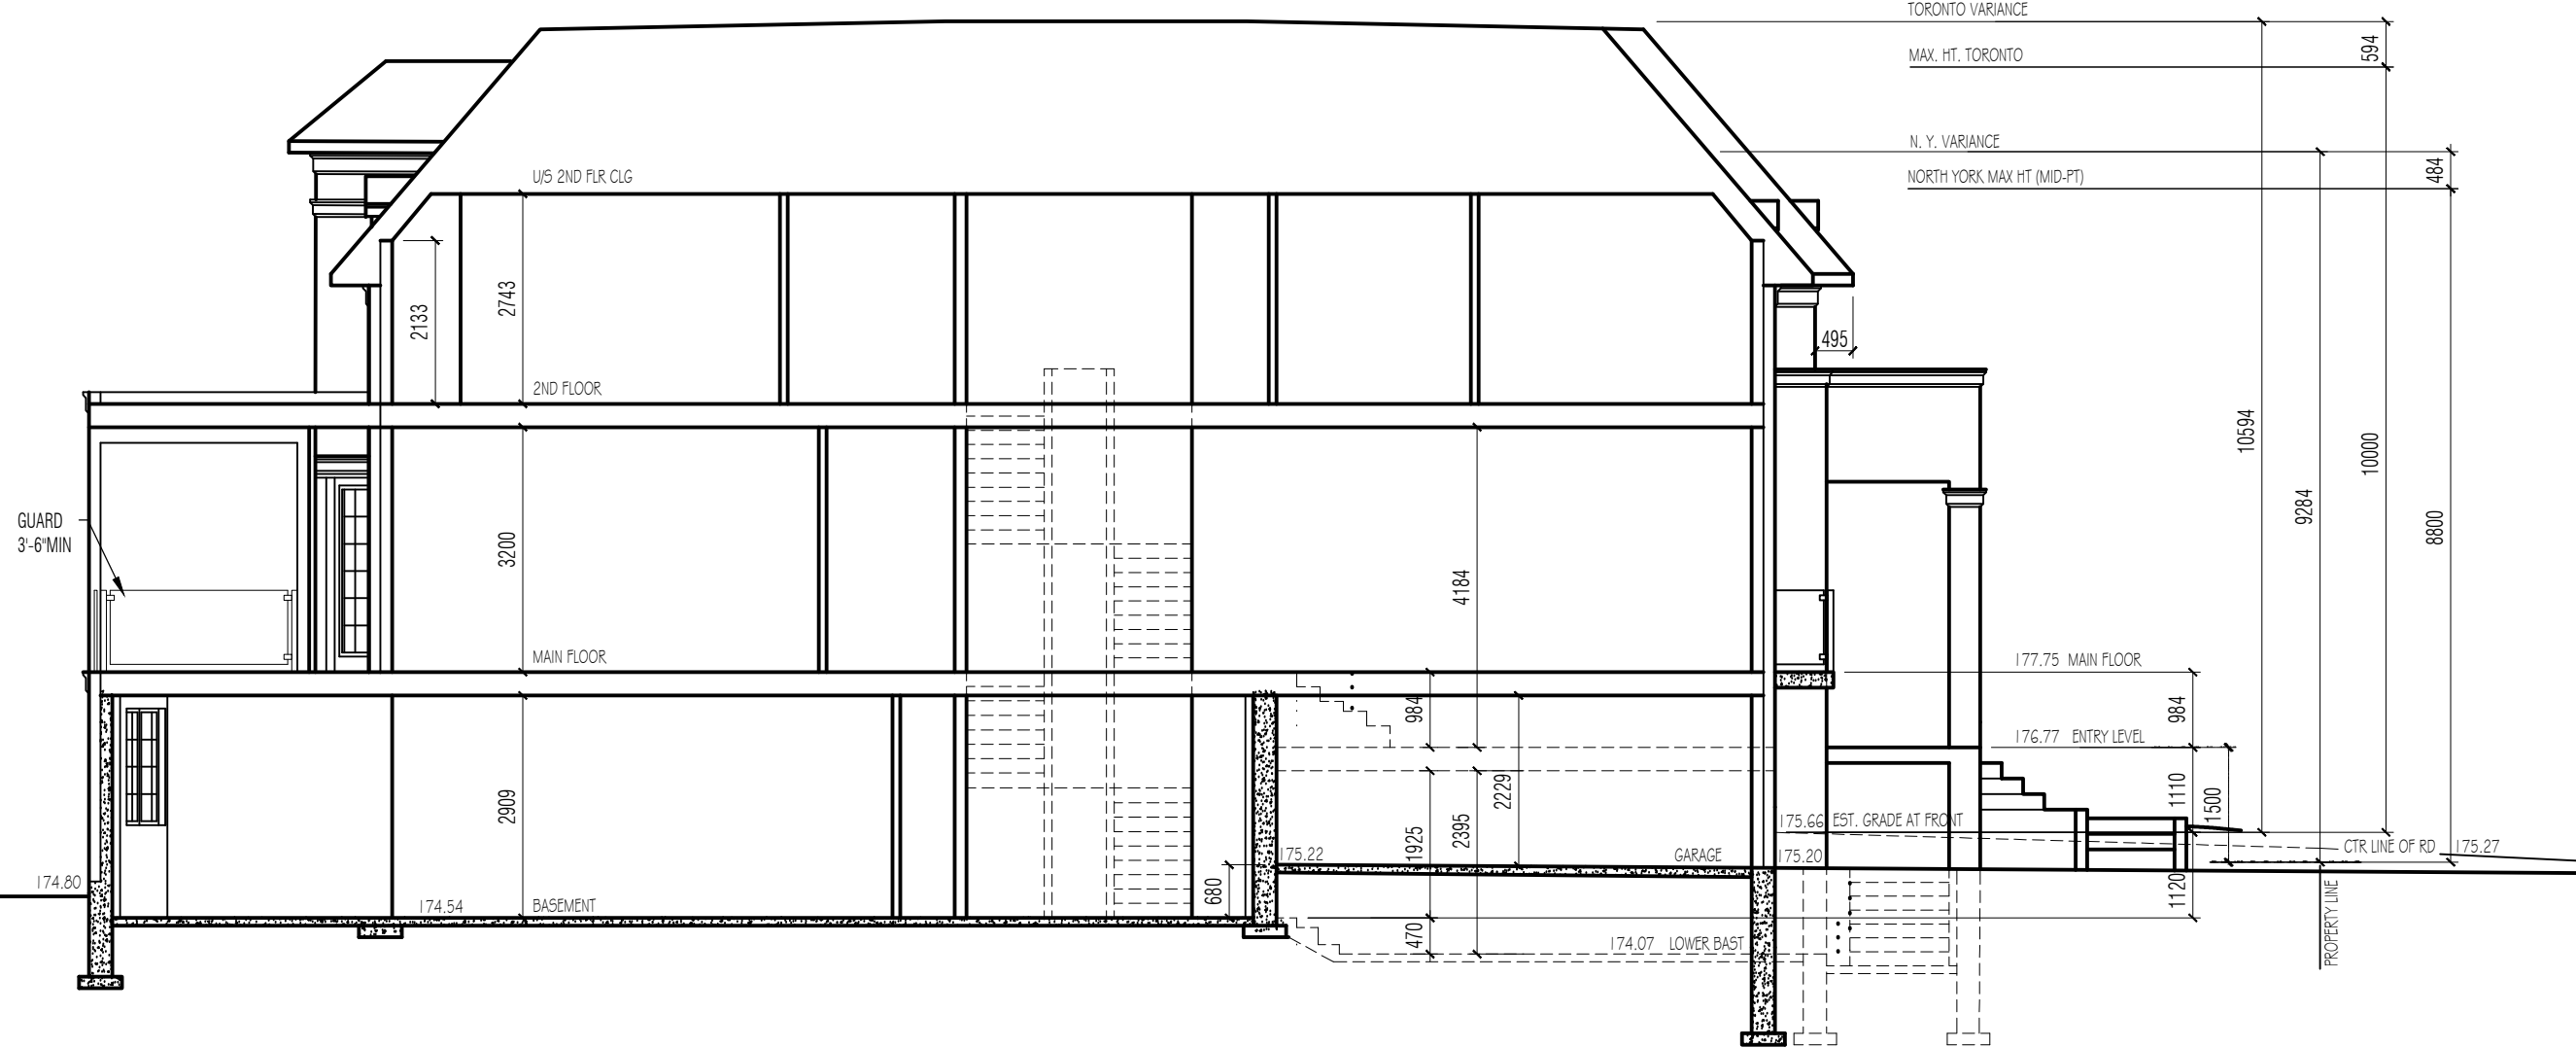 TORONTO VARIANCE
594
MAX. HT. TORONTO
N. Y. VARIANCE
484
NORTH YORK MAX HT (MID-PT)
U/S 2ND FLR CLG
2743
2133
495
2ND FLOOR
10594
10000
9284
8800
GUARD
3'-6"MIN
3200
4184
MAIN FLOOR
177.75 MAIN FLOOR
984
984
176.77 ENTRY LEVEL
2909
2229
1925
2395
1110
1500
175.66 EST. GRADE AT FRONT
CTR LINE OF RD
175.27
175.22
GARAGE
175.20
174.80
680
174.54
BASEMENT
1120
470
174.07 LOWER BAST
PROPERTY LINE